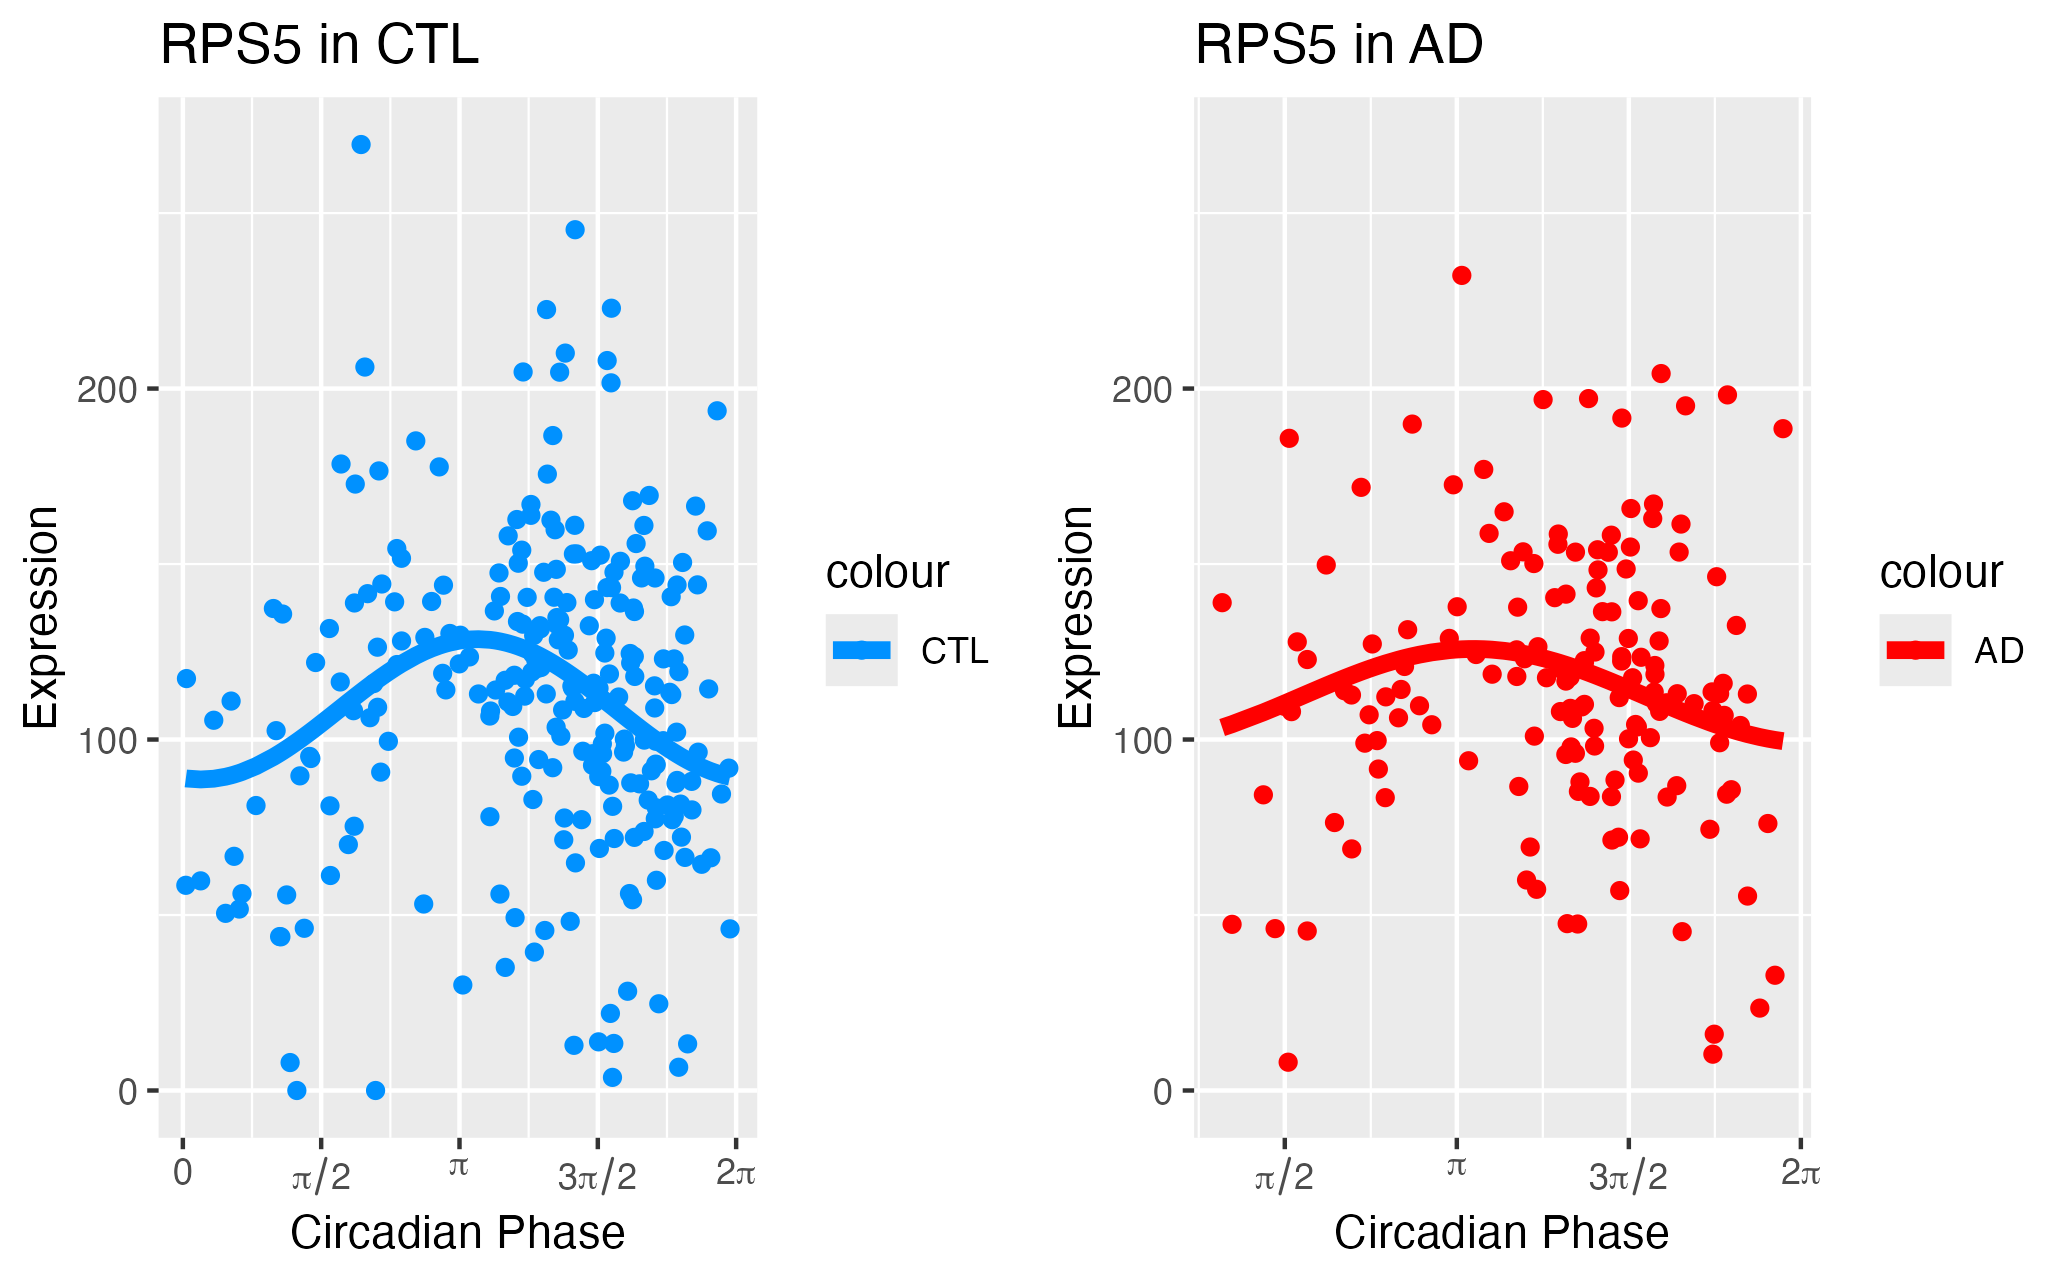 RPS5 in CTL
Expression
200
100
0
0
π/2
π
3π/2
2π
Circadian Phase
colour
CTL
RPS5 in AD
Expression
200
100
0
π/2
π
3π/2
2π
Circadian Phase
colour
AD